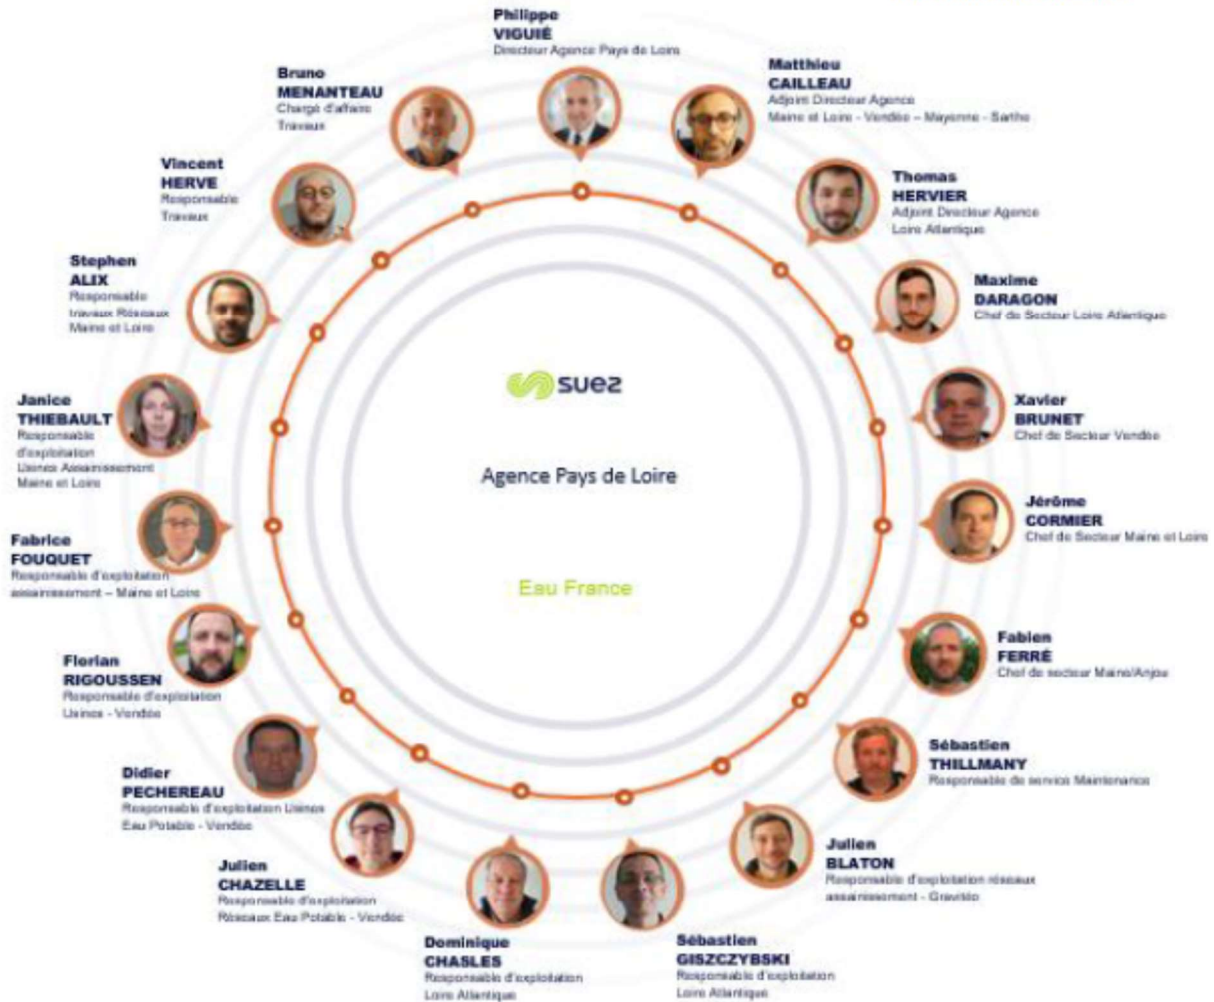 Philippe
VIGUIÉ
Directeur Agence Pays de Loire
Matthieu
CAILLEAU
Adjoint Directeur Agence
Maine et Loire - Vendée – Mayenne - Sarthe
Thomas
HERVIER
Adjoint Directeur Agence
Loire Atlantique
Maxime
DARAGON
Chef de Secteur Loire Atlantique
Xavier
BRUNET
Chef de Secteur Vendée
Jérôme
CORMIER
Chef de Secteur Maine et Loire
Fabien
FERRÉ
Chef de secteur Maine/Anjou
Sébastien
THILLMANY
Responsable de service Maintenance
Julien
BLATON
Responsable d'exploitation réseaux
assainissement - Gravitéo
Sébastien
GISZCZYBSKI
Responsable d'exploitation
Loire Atlantique
Dominique
CHASLES
Responsable d'exploitation
Loire Atlantique
Julien
CHAZELLE
Responsable d'exploitation
Réseaux Eau Potable - Vendée
Didier
PECHEREAU
Responsable d'exploitation Usines
Eau Potable - Vendée
Florian
RIGOUSSEN
Responsable d'exploitation
Usines - Vendée
Fabrice
FOUQUET
Responsable d'exploitation
assainissement – Maine et Loire
Janice
THIEBAULT
Responsable
d'exploitation
Usines Assainissement
Maine et Loire
Stephen
ALIX
Responsable
travaux Réseaux
Maine et Loire
Vincent
HERVE
Responsable
Travaux
Bruno
MENANTEAU
Chargé d'affaire
Travaux
suez
Agence Pays de Loire
Eau France